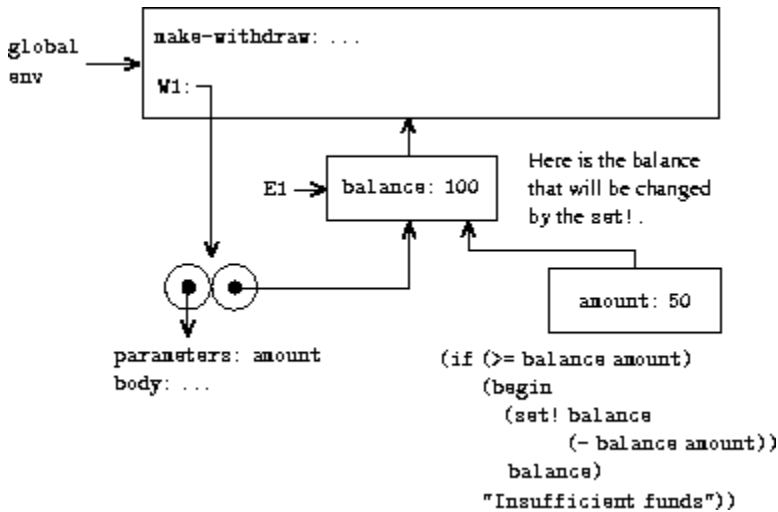 make-withdraw: ...
global
env
W1:
E1
balance: 100
Here is the balance
that will be changed
by the set! .
amount: 50
parameters: amount
body: ...
(if (>= balance amount)
(begin
(set! balance
(- balance amount))
balance)
"Insufficient funds"))